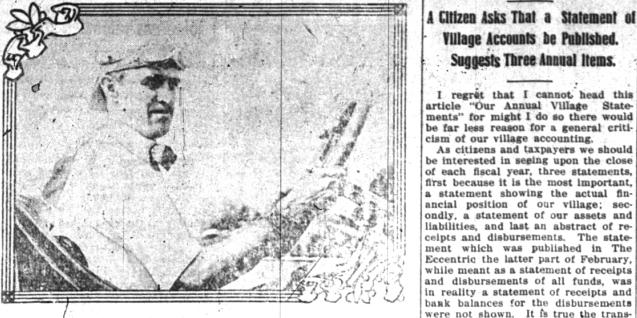 A Citizen Asks That a Statement of
Village Accounts be Published.
Suggests Three Annual Items.
I regret that I cannot head this
article "Our Annual Village State-
ments" for might I do so there would
be far less reason for a general criti-
cism of our village accounting.
As citizens and taxpayers we should
be interested in seeing upon the close
of each fiscal year, three statements,
first because it is the most important,
a statement showing the actual fin-
ancial position of our village; sec-
ondly, a statement of our assets and
liabilities, and last an abstract of re-
ceipts and disbursements. The state-
ment which was published in The
Eccentric the latter part of February,
while meant as a statement of receipts
and disbursements of all funds, was
in reality a statement of receipts and
bank balances for the disbursements
were not shown. It is true the trans-